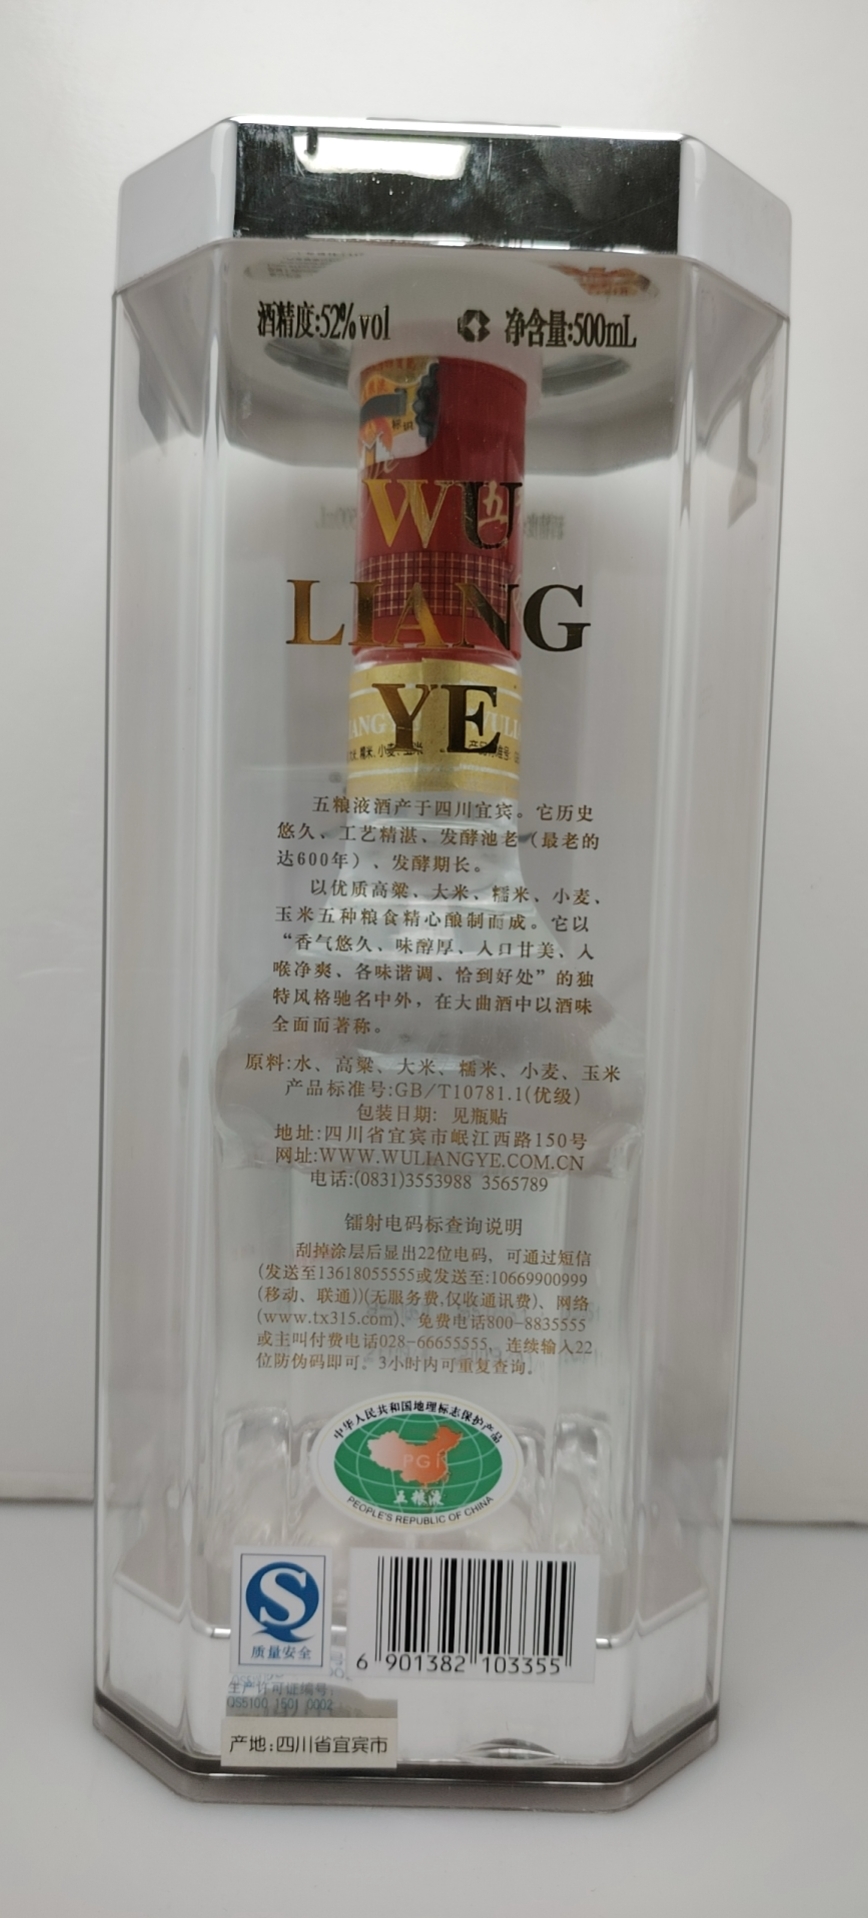 酒精度:52%vol 净含量:500mL
标识
WU
五
LIANG
YE
糯米、小麦、玉米
五粮液酒产于四川宜宾。它历史
悠久、工艺精湛、发酵池老（最老的
达600年）、发酵期长。
以优质高粱、大米、糯米、小麦、
玉米五种粮食精心酿制而成。它以
“香气悠久、味醇厚、入口甘美、入
喉净爽、各味谐调、恰到好处”的独
特风格驰名中外，在大曲酒中以酒味
全面而著称。
原料:水、高粱、大米、糯米、小麦、玉米
产品标准号:GB/T10781.1(优级)
包装日期: 见瓶贴
地址:四川省宜宾市岷江西路150号
网址:WWW.WULIANGYE.COM.CN
电话:(0831)3553988 3565789
镭射电码标查询说明
刮掉涂层后显出22位电码，可通过短信
(发送至13618055555或发送至:10669900999
(移动、联通))(无服务费,仅收通讯费)、网络
(www.tx315.com)、免费电话800-8835555
或主叫付费电话028-66655555，连续输入22
位防伪码即可。3小时内可重复查询。
中华人民共和国地理标志保护产品
PGI
五粮液
PEOPLE'S REPUBLIC OF CHINA
质量安全
6 901382 103355
生产许可证编号:
QS5100 1501 0002
产地:四川省宜宾市